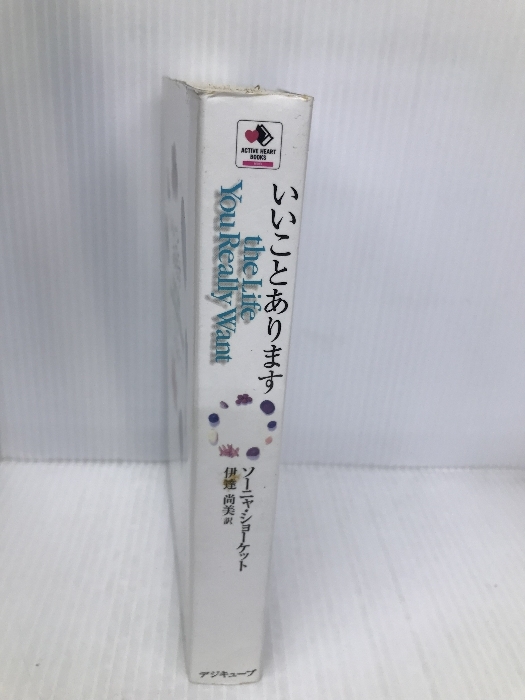 ACTIVE HEART
BOOKS
いいことあります
the Life
You Really Want
ソーニャ・ショーケット
伊達 尚美 訳
デジキューブ